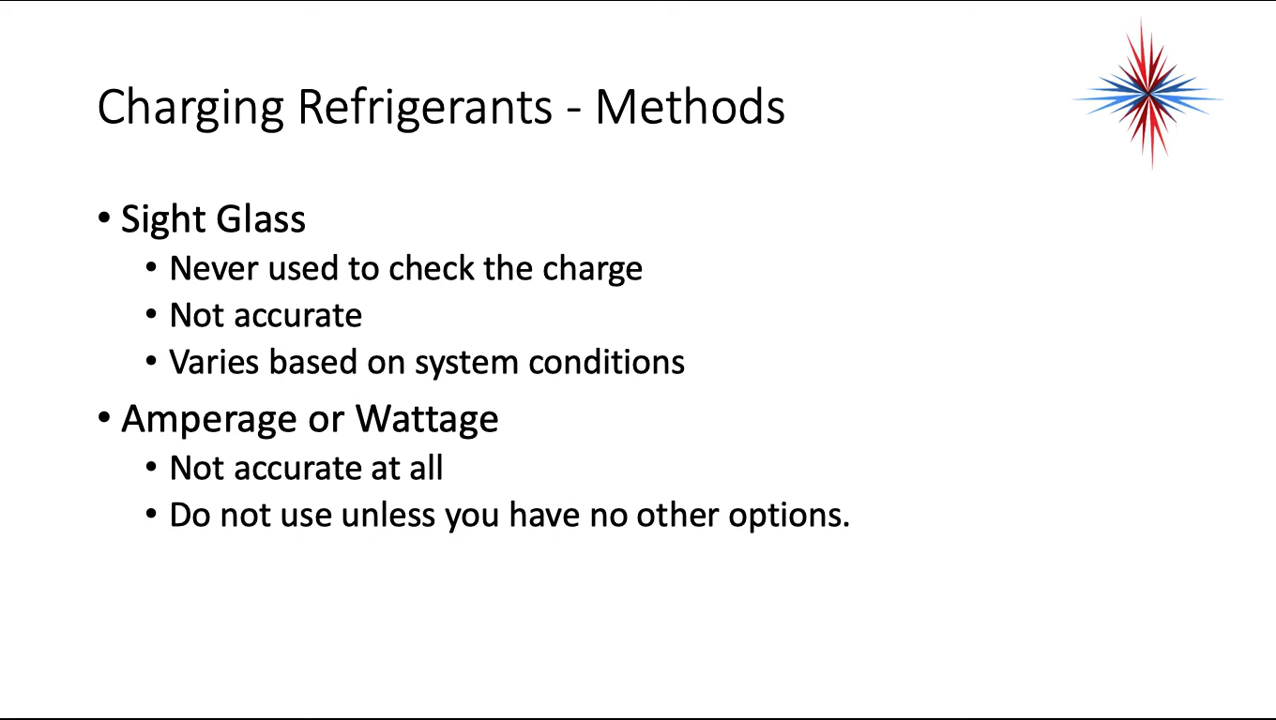 Charging Refrigerants - Methods
• Sight Glass
• Never used to check the charge
• Not accurate
• Varies based on system conditions
• Amperage or Wattage
• Not accurate at all
• Do not use unless you have no other options.